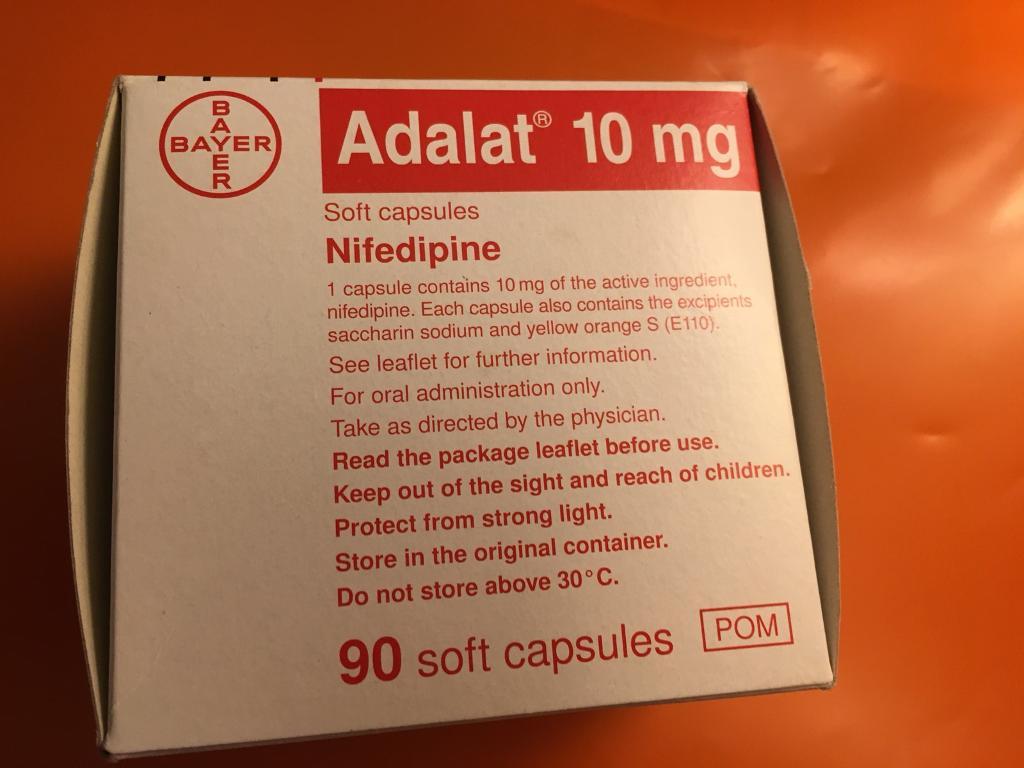 BAYER
BAYER
Adalat® 10 mg
Soft capsules
Nifedipine
1 capsule contains 10 mg of the active ingredient,
nifedipine. Each capsule also contains the excipients
saccharin sodium and yellow orange S (E110).
See leaflet for further information.
For oral administration only.
Take as directed by the physician.
Read the package leaflet before use.
Keep out of the sight and reach of children.
Protect from strong light.
Store in the original container.
Do not store above 30°C.
90 soft capsules
POM